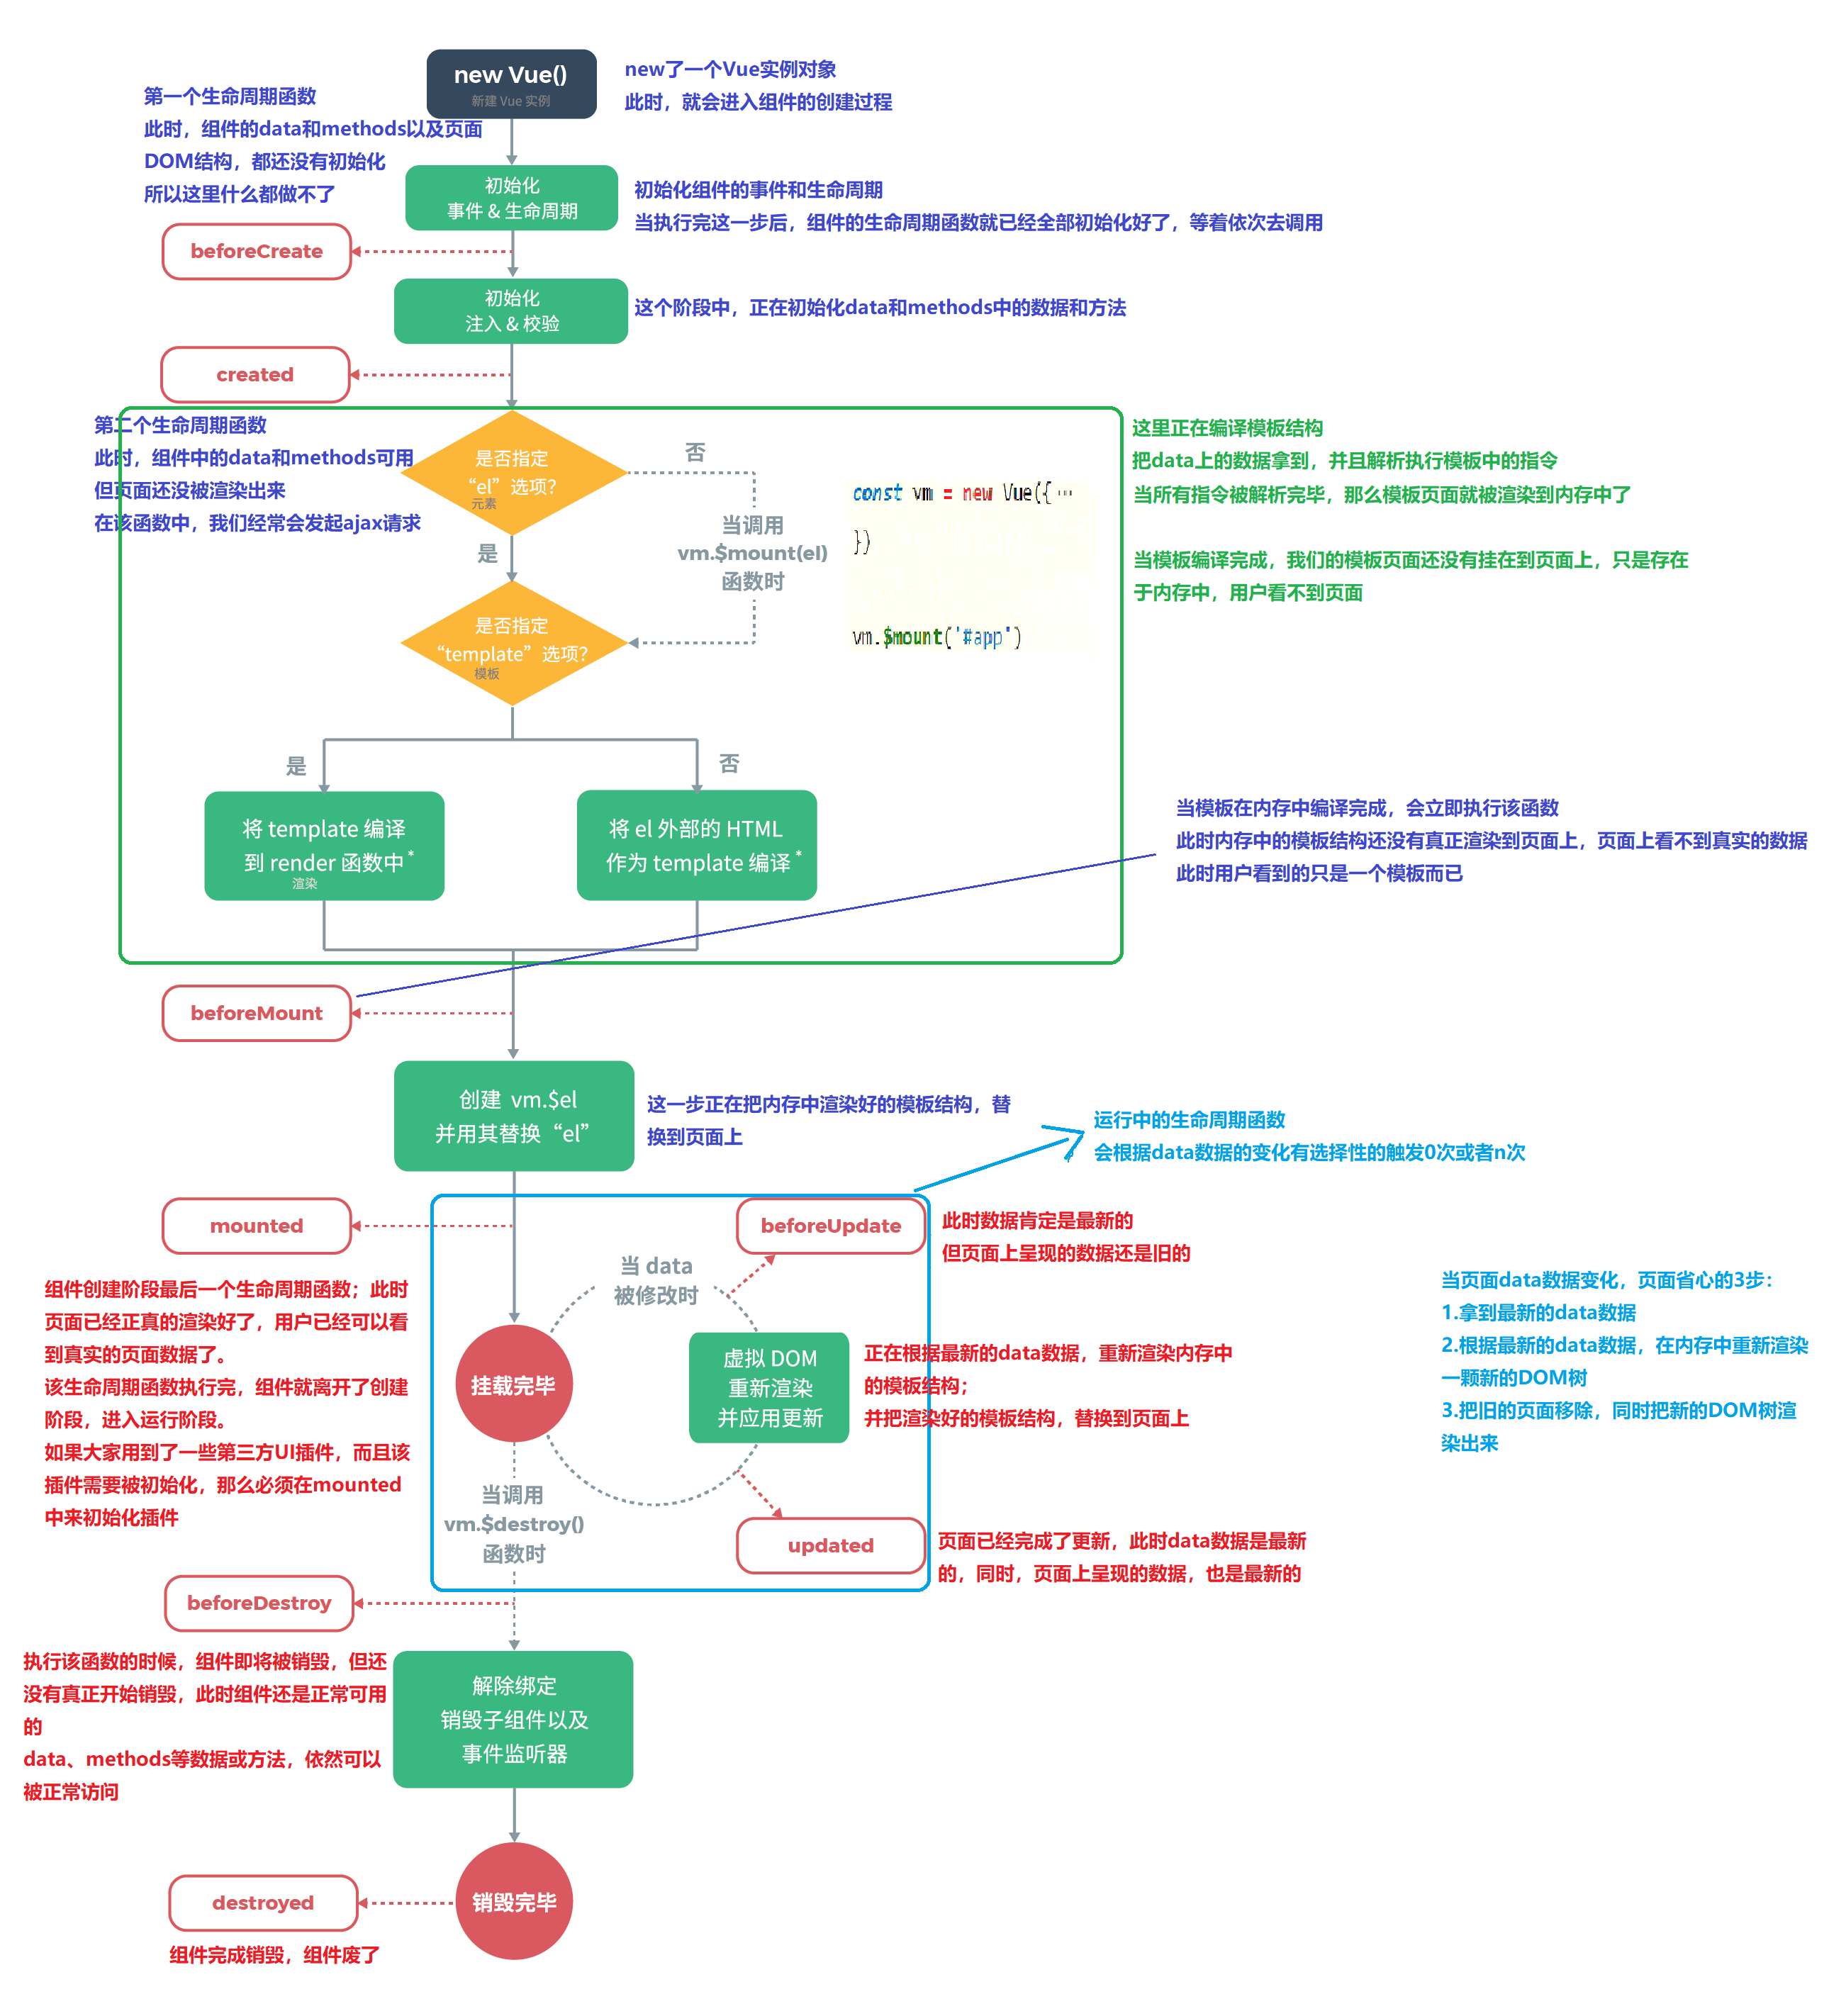 new Vue()
新建 Vue 实例
new了一个Vue实例对象
此时，就会进入组件的创建过程
第一个生命周期函数
此时，组件的data和methods以及页面
DOM结构，都还没有初始化
所以这里什么都做不了
初始化
事件 & 生命周期
初始化组件的事件和生命周期
当执行完这一步后，组件的生命周期函数就已经全部初始化好了，等着依次去调用
beforeCreate
初始化
注入 & 校验
这个阶段中，正在初始化data和methods中的数据和方法
created
第二个生命周期函数
此时，组件中的data和methods可用
但页面还没被渲染出来
在该函数中，我们经常会发起ajax请求
是否指定
“el”选项?
元素
否
是
当调用
vm.$mount(el)
函数时
const vm = new Vue({···
})
vm.$mount('#app')
这里正在编译模板结构
把data上的数据拿到，并且解析执行模板中的指令
当所有指令被解析完毕，那么模板页面就被渲染到内存中了
当模板编译完成，我们的模板页面还没有挂在到页面上，只是存在
于内存中，用户看不到页面
是否指定
“template”选项?
模板
是
否
将 template 编译
到 render 函数中*
渲染
将 el 外部的 HTML
作为 template 编译*
当模板在内存中编译完成，会立即执行该函数
此时内存中的模板结构还没有真正渲染到页面上，页面上看不到真实的数据
此时用户看到的只是一个模板而已
beforeMount
创建 vm.$el
并用其替换“el”
这一步正在把内存中渲染好的模板结构，替
换到页面上
运行中的生命周期函数
会根据data数据的变化有选择性的触发0次或者n次
mounted
组件创建阶段最后一个生命周期函数；此时
页面已经正真的渲染好了，用户已经可以看
到真实的页面数据了。
该生命周期函数执行完，组件就离开了创建
阶段，进入运行阶段。
如果大家用到了一些第三方UI插件，而且该
插件需要被初始化，那么必须在mounted
中来初始化插件
beforeUpdate
此时数据肯定是最新的
但页面上呈现的数据还是旧的
当 data
被修改时
挂载完毕
虚拟 DOM
重新渲染
并应用更新
正在根据最新的data数据，重新渲染内存中
的模板结构；
并把渲染好的模板结构，替换到页面上
当页面data数据变化，页面省心的3步：
1.拿到最新的data数据
2.根据最新的data数据，在内存中重新渲染
一颗新的DOM树
3.把旧的页面移除，同时把新的DOM树渲
染出来
当调用
vm.$destroy()
函数时
updated
页面已经完成了更新，此时data数据是最新
的，同时，页面上呈现的数据，也是最新的
beforeDestroy
执行该函数的时候，组件即将被销毁，但还
没有真正开始销毁，此时组件还是正常可用
的
data、methods等数据或方法，依然可以
被正常访问
解除绑定
销毁子组件以及
事件监听器
销毁完毕
destroyed
组件完成销毁，组件废了